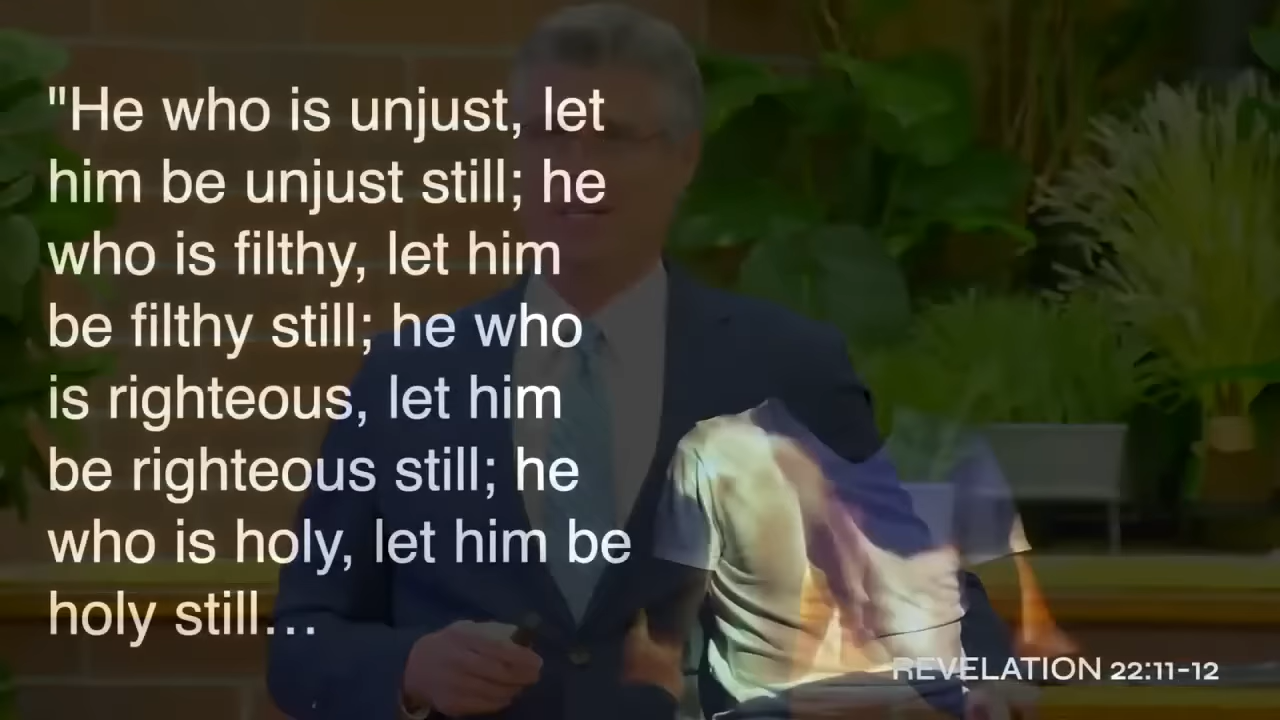 "He who is unjust, let
him be unjust still; he
who is filthy, let him
be filthy still; he who
is righteous, let him
be righteous still; he
who is holy, let him be
holy still...
REVELATION 22:11-12